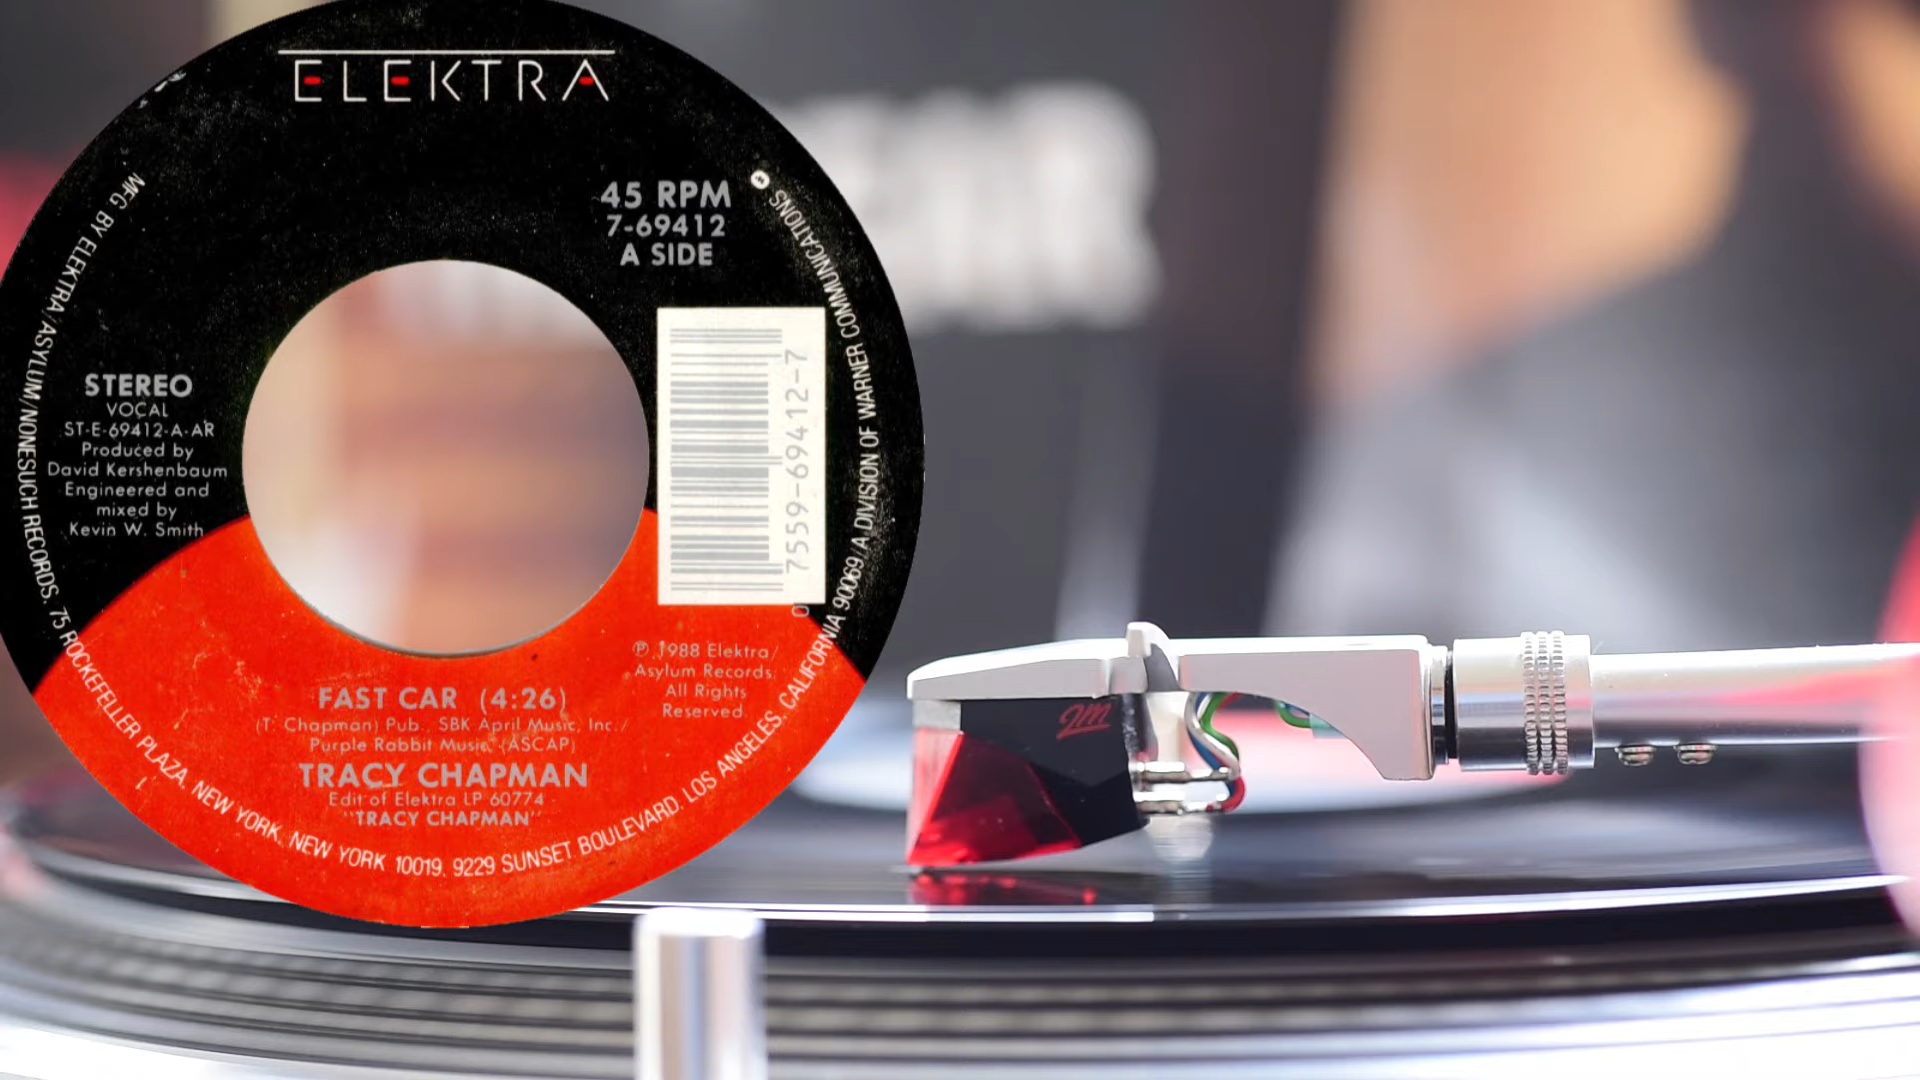 ELEKTRA
45 RPM
7-69412
A SIDE
STEREO
VOCAL
ST-E-69412-A-AR
Produced by
David Kershenbaum
Engineered and
mixed by
Kevin W. Smith
0 7559-69412-7
℗ 1988 Elektra/
Asylum Records.
All Rights
Reserved.
FAST CAR (4:26)
(T. Chapman) Pub. SBK April Music, Inc./
Purple Rabbit Music, (ASCAP)
TRACY CHAPMAN
Edit of Elektra LP 60774 -
"TRACY CHAPMAN"
MFG BY ELEKTRA/ASYLUM/NONESUCH RECORDS. 75 ROCKEFELLER PLAZA. NEW YORK. NEW YORK 10019. 9229 SUNSET BOULEVARD. LOS ANGELES. CALIFORNIA 90069/A DIVISION OF WARNER COMMUNICATIONS
2M